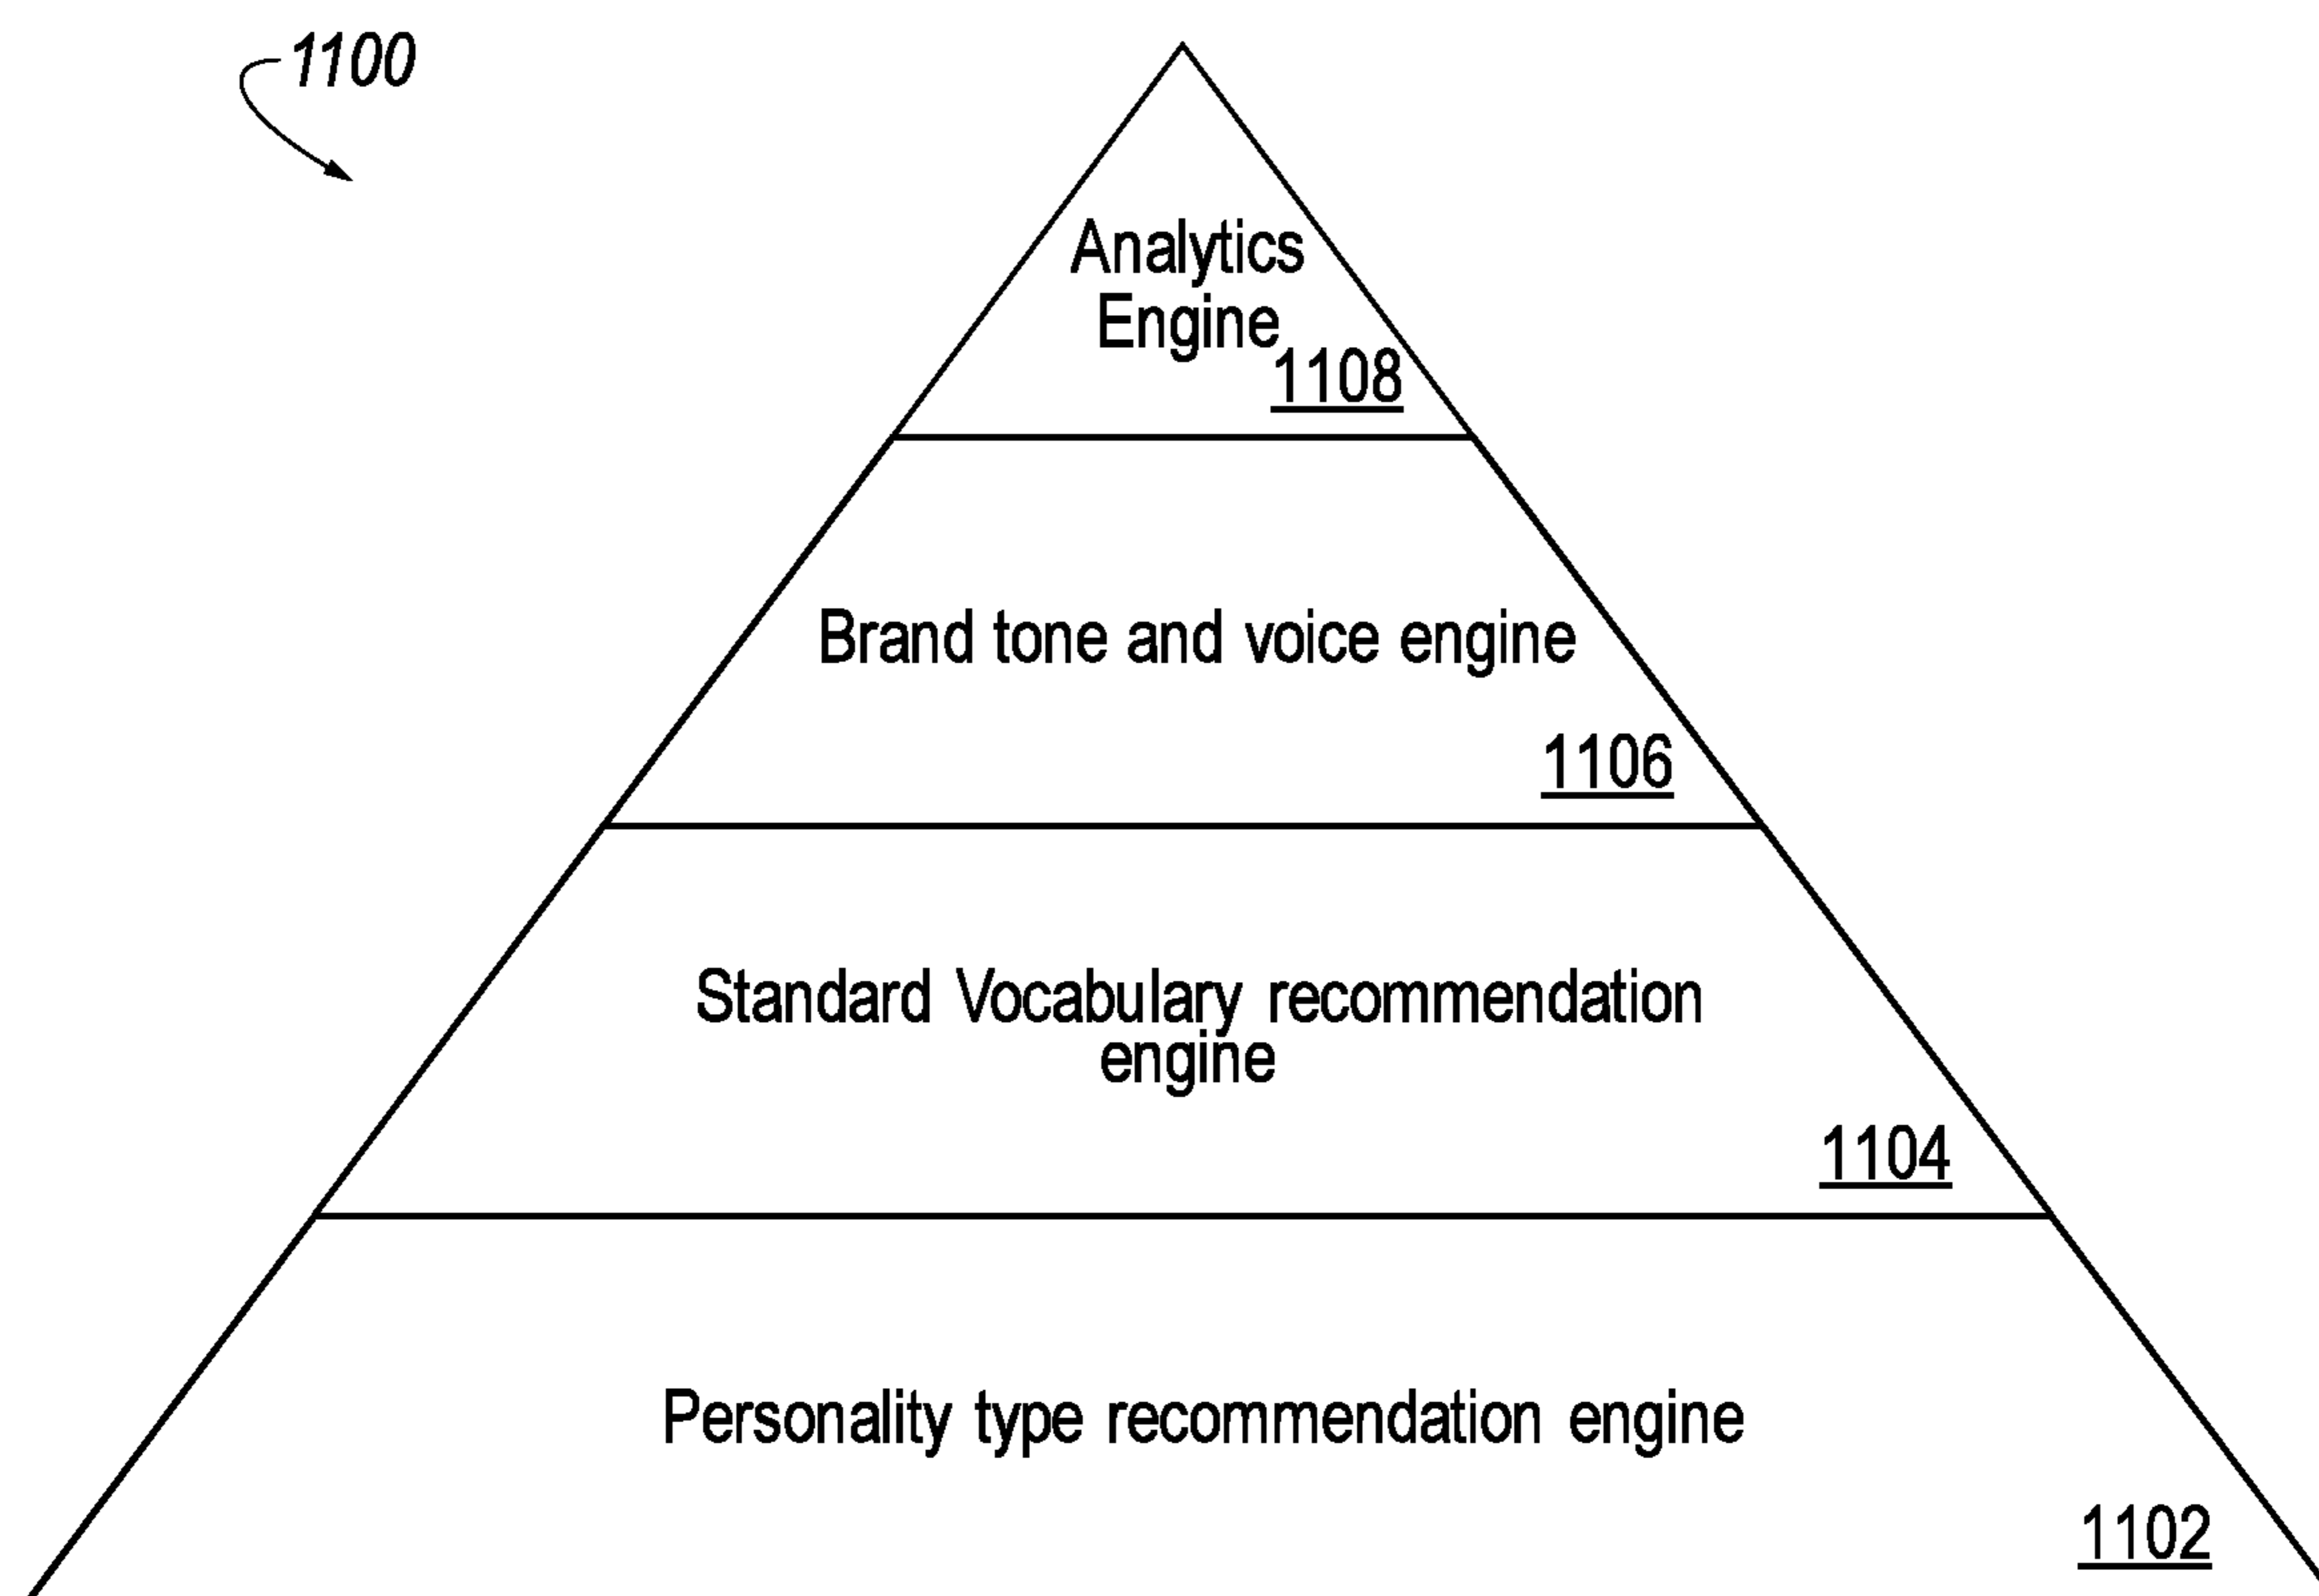 1100
Analytics
Engine
1108
Brand tone and voice engine
1106
Standard Vocabulary recommendation
engine
1104
Personality type recommendation engine
1102